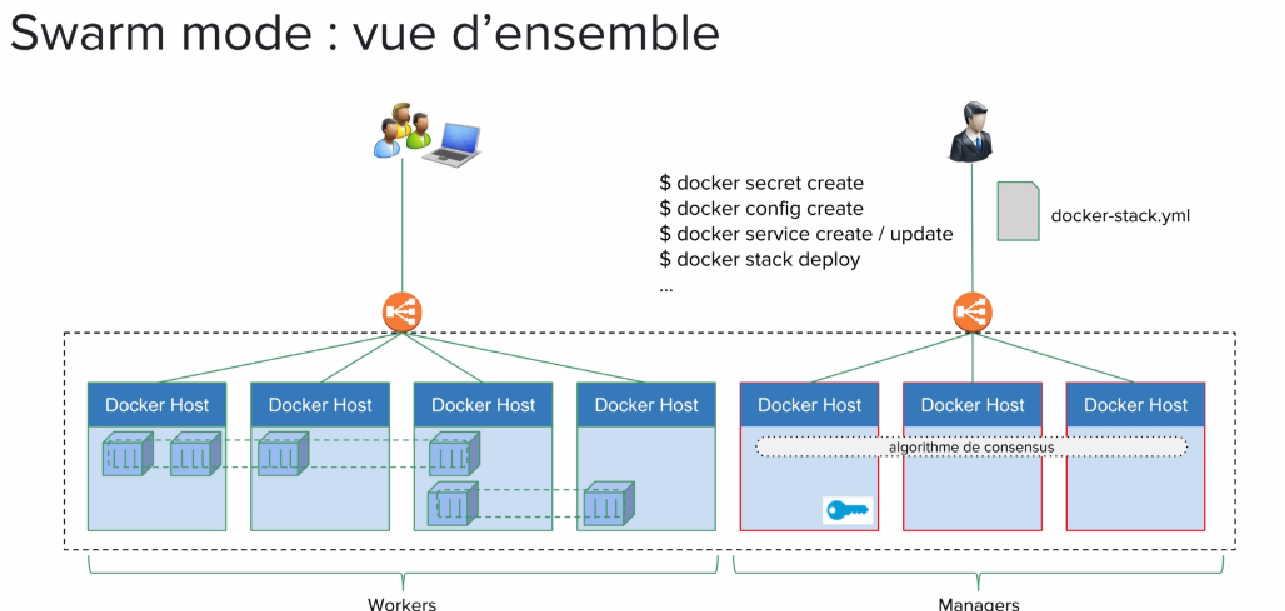 Swarm mode : vue d'ensemble
$ docker secret create
$ docker config create
$ docker service create / update
$ docker stack deploy
...
docker-stack.yml
Docker Host
Docker Host
Docker Host
Docker Host
Docker Host
Docker Host
Docker Host
algorithme de consensus
Workers
Managers